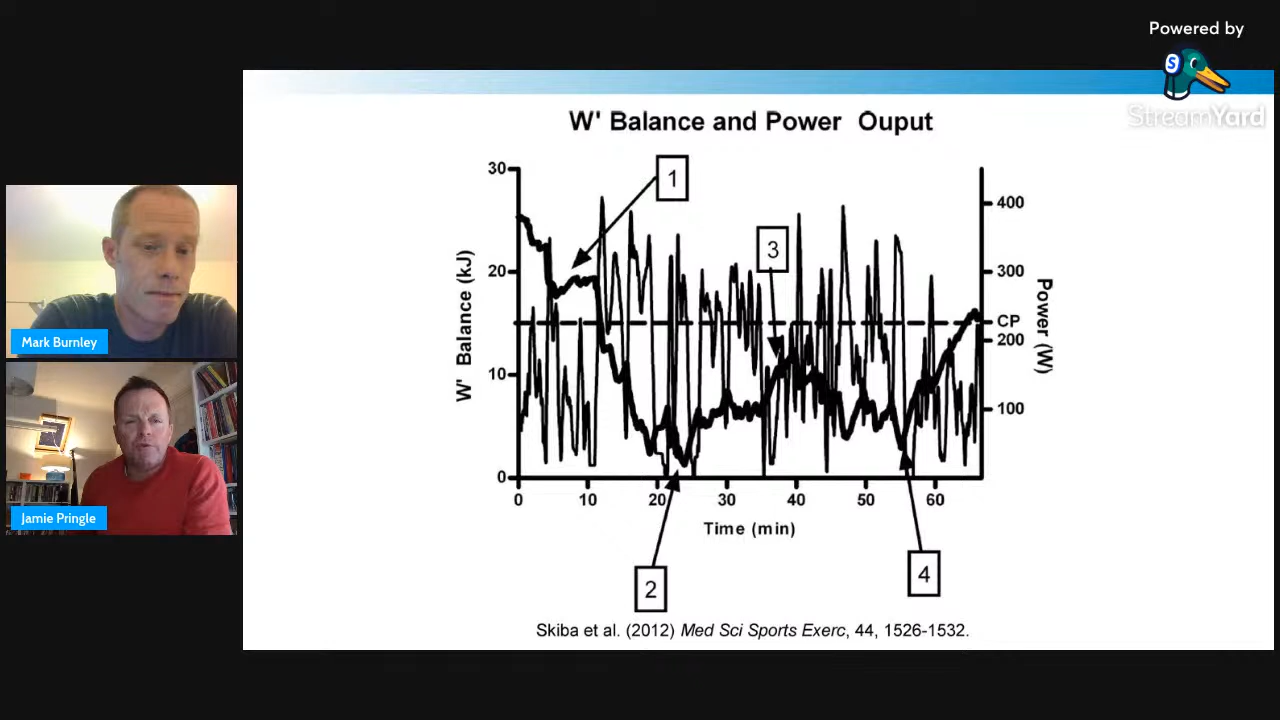 Powered by
S
StreamYard
W' Balance and Power Ouput
1
3
2
4
30
20
10
0
W' Balance (kJ)
400
300
CP
200
100
Power (W)
0 10 20 30 40 50 60
Time (min)
Skiba et al. (2012) Med Sci Sports Exerc, 44, 1526-1532.
Mark Burnley
Jamie Pringle